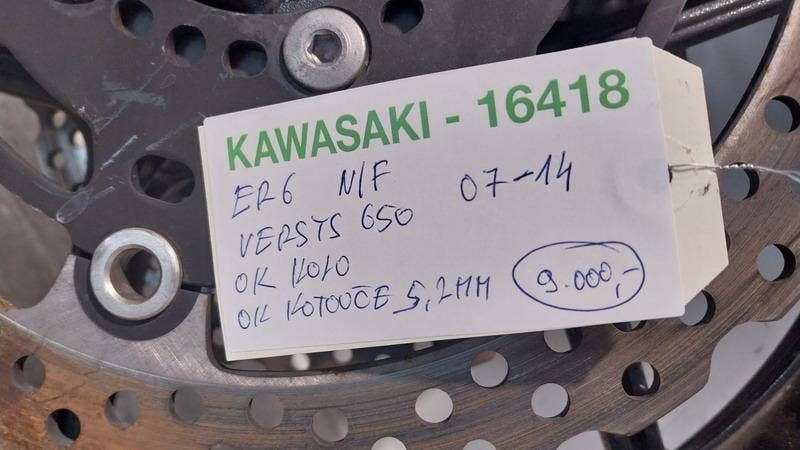 KAWASAKI - 16418
ER6 N/F 07-14
VERSYS 650
OK KOLO
OK KOTOUČE 5,2MM 9.000,-